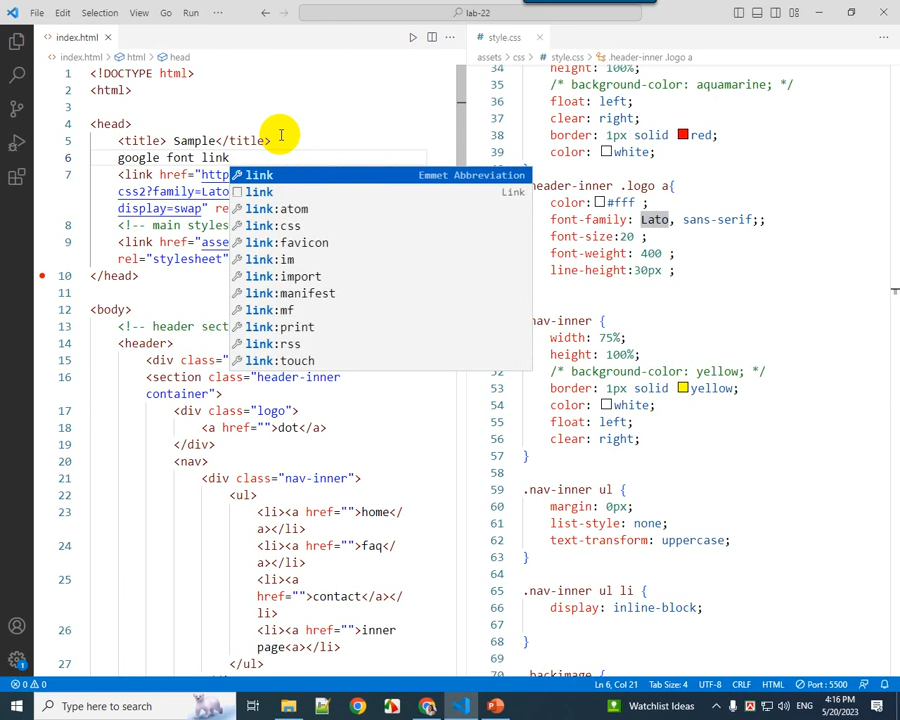 File Edit Selection View Go Run ··· lab-22
index.html
index.html html head
1 <!DOCTYPE html>
2 <html>
3
4 <head>
5 <title> Sample</title>
6 google font link
7 <link href="http
css2?family=Lato
display=swap" re
8 <!-- main styles
9 <link href="asse
rel="stylesheet"
10 </head>
11
12 <body>
13 <!-- header sect
14 <header>
15 <div class="
16 <section class="header-inner
container">
17 <div class="logo">
18 <a href="">dot</a>
19 </div>
20 <nav>
21 <div class="nav-inner">
22 <ul>
23 <li><a href="">home</
a></li>
24 <li><a href="">faq</
a></li>
25 <li><a
href="">contact</a></
li>
26 <li><a href="">inner
page<a></li>
27 </ul>
link Emmet Abbreviation
link Link
link:atom
link:css
link:favicon
link:im
link:import
link:manifest
link:mf
link:print
link:rss
link:touch
# style.css
assets css # style.css .header-inner .logo a
34 height: 100%;
35 /* background-color: aquamarine; */
36 float: left;
37 clear: right;
38 border: 1px solid red;
color: white;
header-inner .logo a{
color: #fff ;
font-family: Lato, sans-serif;;
font-size:20 ;
font-weight: 400 ;
line-height:30px ;
nav-inner {
width: 75%;
height: 100%;
52 /* background-color: yellow; */
53 border: 1px solid yellow;
54 color: white;
55 float: left;
56 clear: right;
57 }
58
59 .nav-inner ul {
60 margin: 0px;
61 list-style: none;
62 text-transform: uppercase;
63 }
64
65 .nav-inner ul li {
66 display: inline-block;
67
68 }
69
70 .backimage {
0 0 Ln 6, Col 21 Tab Size: 4 UTF-8 CRLF HTML Port : 5500
1
Type here to search Watchlist Ideas ENG 4:16 PM
5/20/2023